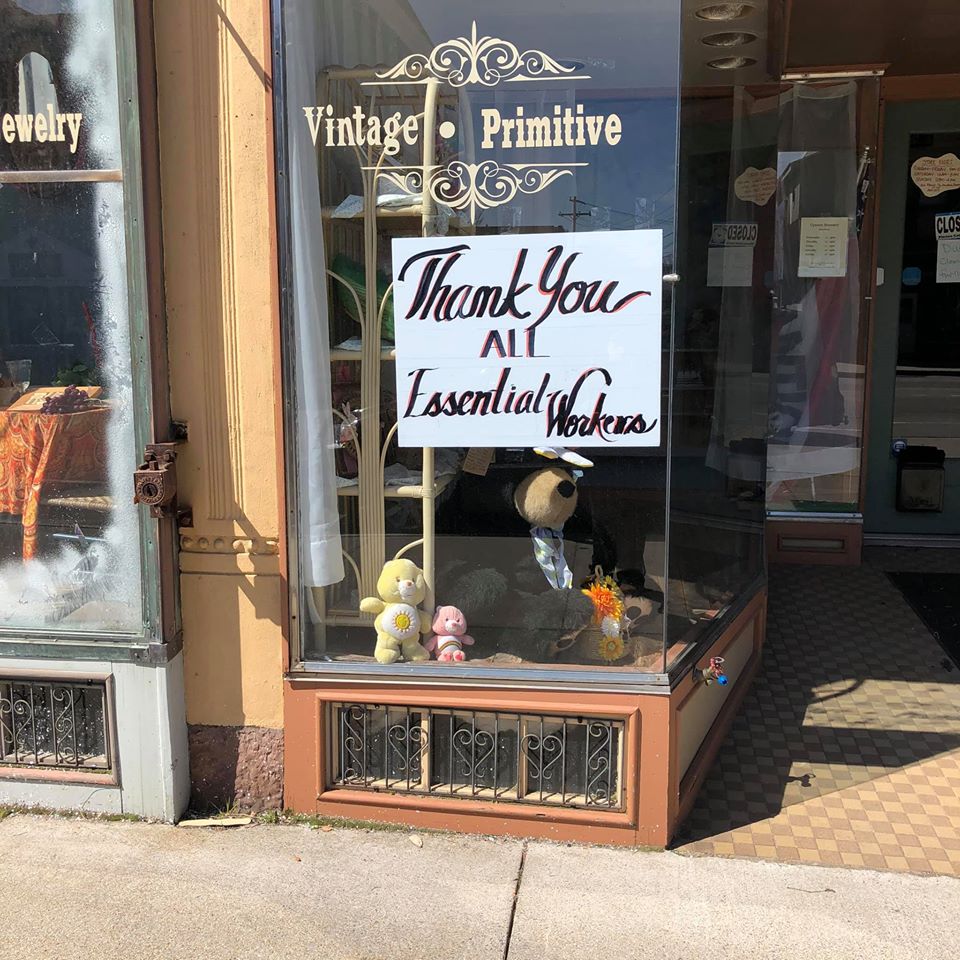 ewelry
Vintage • Primitive
Thank You
ALL
Essential Workers
CLOSED
CLOS